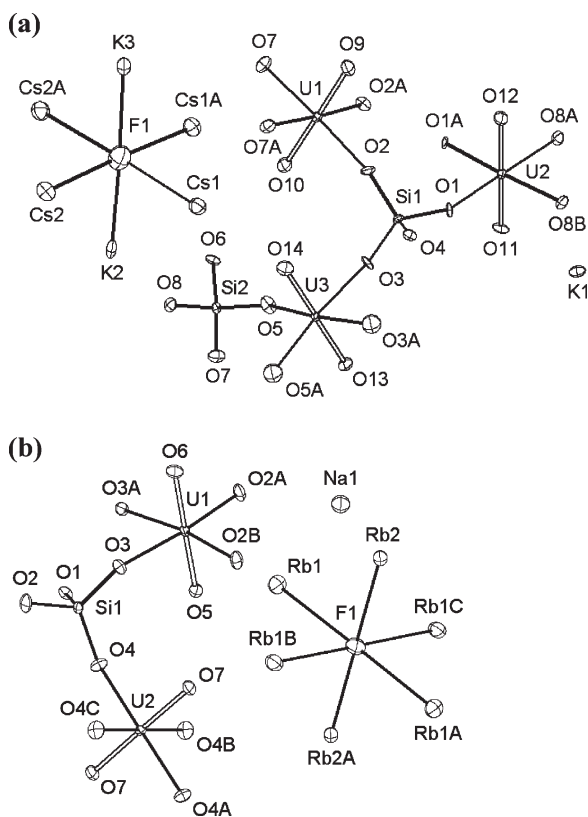 (a)
K3
Cs2A
Cs1A
F1
Cs2
Cs1
K2
O7
O9
U1
O2A
O7A
O10
O2
O12
O1A
O8A
U2
O1
Si1
O4
O11
O8B
K1
O3
O6
O14
O8
Si2
U3
O5
O3A
O7
O5A
O13
(b)
O6
O3A
U1
O2A
Na1
O3
O2B
O2
O1
Si1
O5
O4
Rb1
Rb2
F1
Rb1C
Rb1B
Rb1A
Rb2A
O7
U2
O4C
O4B
O7
O4A